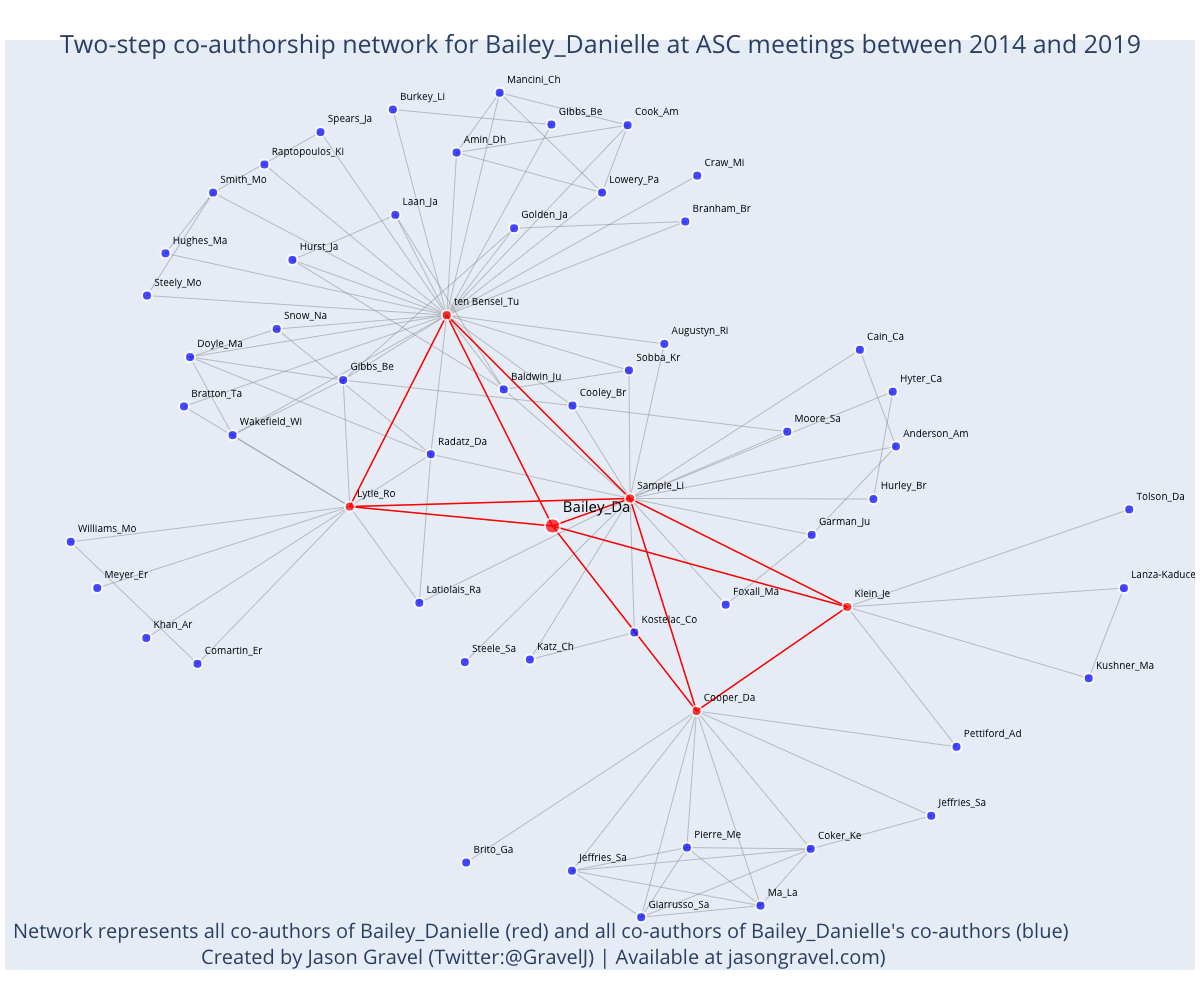 Two-step co-authorship network for Bailey_Danielle at ASC meetings between 2014 and 2019
Mancini_Ch
Burkey_Li
Gibbs_Be
Cook_Am
Spears_Ja
Amin_Dh
Raptopoulos_Ki
Craw_Mi
Smith_Mo
Lowery_Pa
Laan_Ja
Branham_Br
Golden_Ja
Hughes_Ma
Hurst_Ja
Steely_Mo
ten Bensel_Tu
Snow_Na
Augustyn_Ri
Doyle_Ma
Cain_Ca
Sobba_Kr
Gibbs_Be
Baldwin_Ju
Hyter_Ca
Bratton_Ta
Cooley_Br
Moore_Sa
Wakefield_Wi
Anderson_Am
Radatz_Da
Sample_Li
Hurley_Br
Lytle_Ro
Tolson_Da
Bailey_Da
Garman_Ju
Williams_Mo
Meyer_Er
Lanza-Kaduce
Latiolais_Ra
Foxall_Ma
Klein_Je
Khan_Ar
Kostelac_Co
Comartin_Er
Steele_Sa
Katz_Ch
Kushner_Ma
Cooper_Da
Pettiford_Ad
Jeffries_Sa
Pierre_Me
Coker_Ke
Brito_Ga
Jeffries_Sa
Ma_La
Giarrusso_Sa
Network represents all co-authors of Bailey_Danielle (red) and all co-authors of Bailey_Danielle's co-authors (blue)
Created by Jason Gravel (Twitter:@GravelJ) | Available at jasongravel.com)